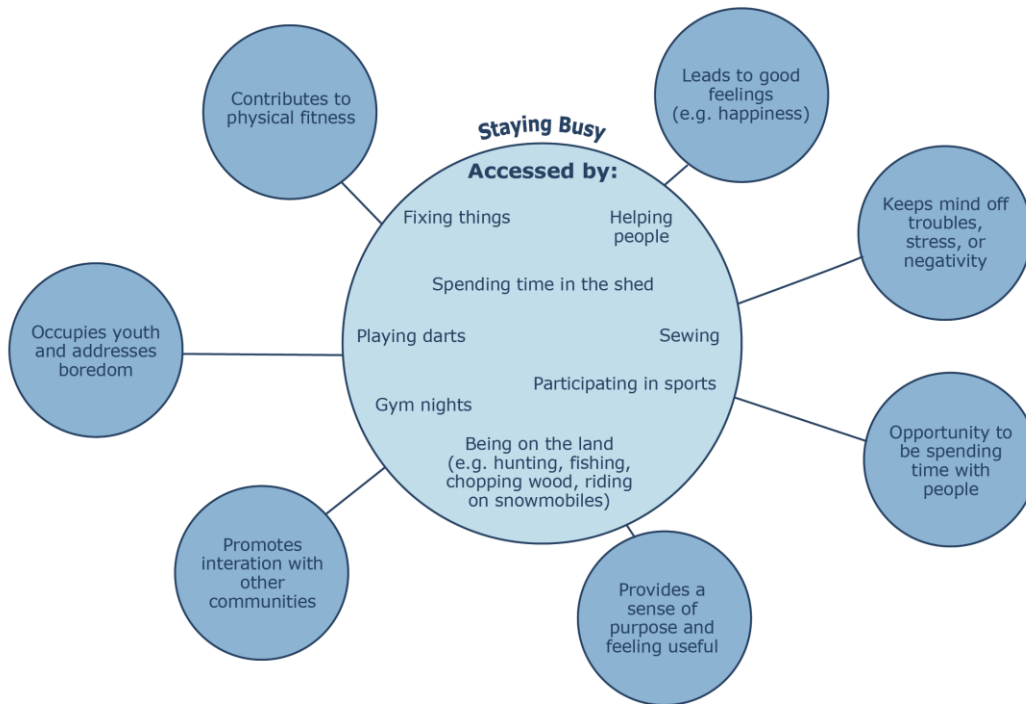 Staying Busy
Accessed by:
Fixing things
Helping
people
Spending time in the shed
Playing darts
Sewing
Participating in sports
Gym nights
Being on the land
(e.g. hunting, fishing,
chopping wood, riding
on snowmobiles)
Contributes to
physical fitness
Leads to good
feelings
(e.g. happiness)
Keeps mind off
troubles,
stress, or
negativity
Opportunity to
be spending
time with
people
Provides a
sense of
purpose and
feeling useful
Promotes
interation with
other
communities
Occupies youth
and addresses
boredom